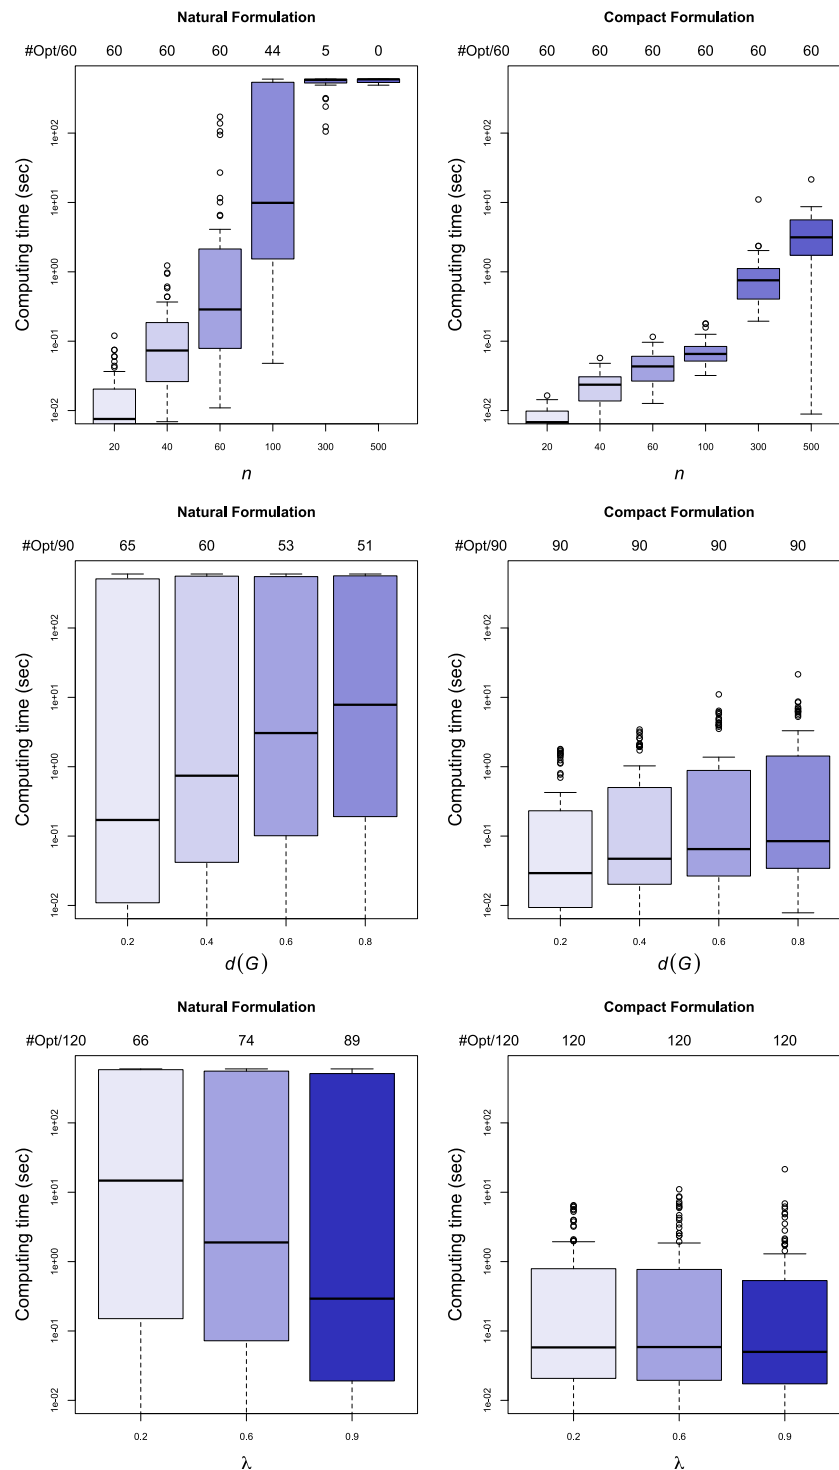 Natural Formulation
#Opt/60 60 60 60 44 5 0
Computing time (sec)
1e+02
1e+01
1e+00
1e-01
1e-02
20 40 60 100 300 500
n
Compact Formulation
#Opt/60 60 60 60 60 60 60
Computing time (sec)
1e+02
1e+01
1e+00
1e-01
1e-02
20 40 60 100 300 500
n
Natural Formulation
#Opt/90 65 60 53 51
Computing time (sec)
1e+02
1e+01
1e+00
1e-01
1e-02
0.2 0.4 0.6 0.8
d(G)
Compact Formulation
#Opt/90 90 90 90 90
Computing time (sec)
1e+02
1e+01
1e+00
1e-01
1e-02
0.2 0.4 0.6 0.8
d(G)
Natural Formulation
#Opt/120 66 74 89
Computing time (sec)
1e+02
1e+01
1e+00
1e-01
1e-02
0.2 0.6 0.9
λ
Compact Formulation
#Opt/120 120 120 120
Computing time (sec)
1e+02
1e+01
1e+00
1e-01
1e-02
0.2 0.6 0.9
λ